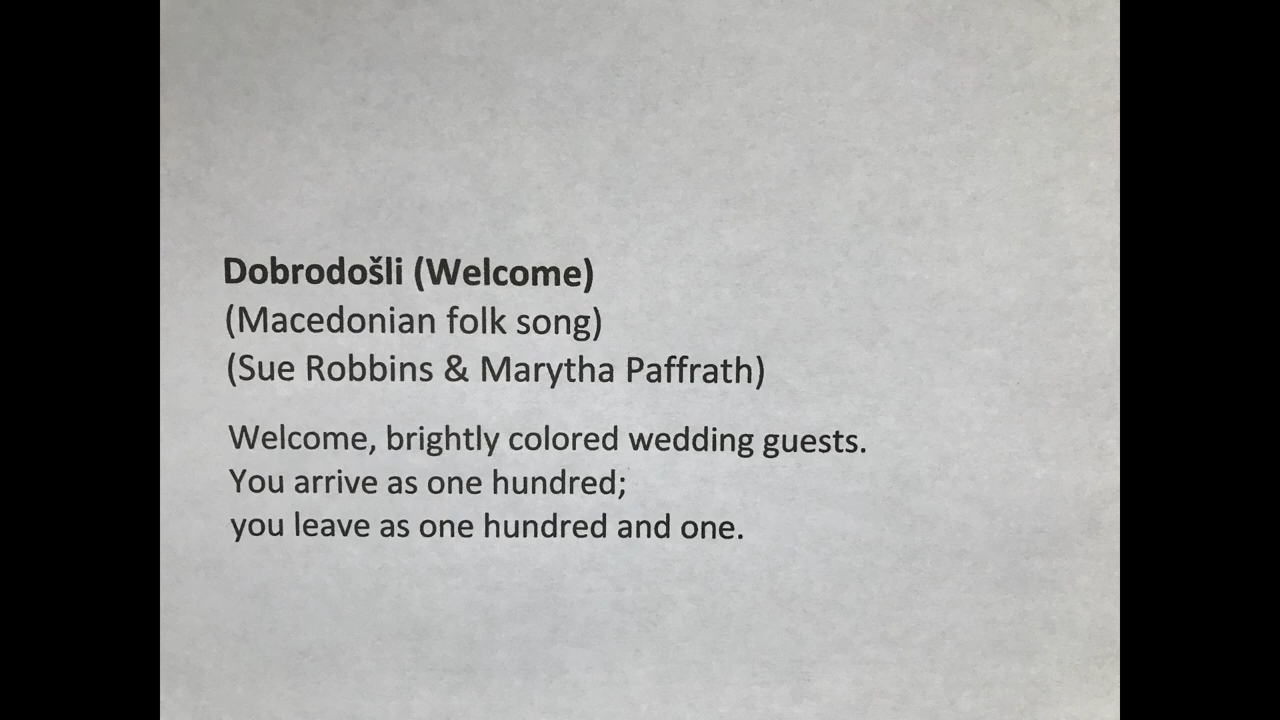 Dobrodošli (Welcome)
(Macedonian folk song)
(Sue Robbins & Marytha Paffrath)
Welcome, brightly colored wedding guests.
You arrive as one hundred;
you leave as one hundred and one.